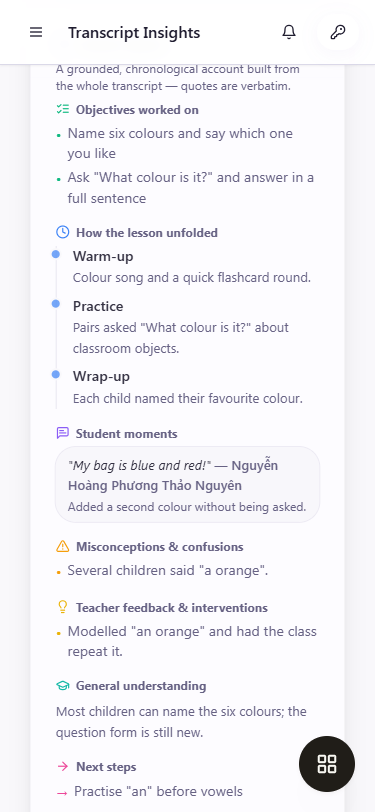 Transcript Insights
A grounded, chronological account built from
the whole transcript — quotes are verbatim.
Objectives worked on
• Name six colours and say which one
you like
• Ask "What colour is it?" and answer in a
full sentence
How the lesson unfolded
Warm-up
Colour song and a quick flashcard round.
Practice
Pairs asked "What colour is it?" about
classroom objects.
Wrap-up
Each child named their favourite colour.
Student moments
"My bag is blue and red!" — Nguyễn
Hoàng Phương Thảo Nguyên
Added a second colour without being asked.
Misconceptions & confusions
• Several children said "a orange".
Teacher feedback & interventions
• Modelled "an orange" and had the class
repeat it.
General understanding
Most children can name the six colours; the
question form is still new.
Next steps
→ Practise "an" before vowels